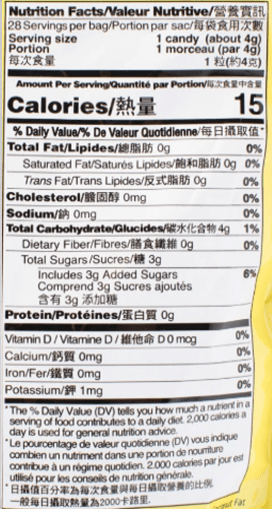 Nutrition Facts/Valeur Nutritive/營養資訊
28 Servings per bag/Portion par sac/每袋食用次數
Serving size 1 candy (about 4g)
Portion 1 morceau (par 4g)
每次食量 1粒(約4克)
Amount Per Serving/Quantité par Portion/每次食量中含量
Calories/熱量 15
% Daily Value/% De Valeur Quotidienne/每日攝取值*
Total Fat/Lipides/總脂肪 0g 0%
Saturated Fat/Saturés Lipides/飽和脂肪 0g 0%
Trans Fat/Trans Lipides/反式脂肪 0g 0%
Cholesterol/膽固醇 0mg 0%
Sodium/鈉 0mg 0%
Total Carbohydrate/Glucides/碳水化合物 4g 1%
Dietary Fiber/Fibres/膳食纖維 0g 0%
Total Sugars/Sucres/糖 3g
Includes 3g Added Sugars 6%
Comprend 3g Sucres ajoutés
含有 3g 添加糖
Protein/Protéines/蛋白質 0g
Vitamin D / Vitamine D / 維他命 D 0 mcg 0%
Calcium/鈣質 0mg 0%
Iron/Fer/鐵質 0mg 0%
Potassium/鉀 1mg 0%
*The % Daily Value (DV) tells you how much a nutrient in a
serving of food contributes to a daily diet. 2,000 calories a
day is used for general nutrition advice.
*Le pourcentage de valeur quotidienne (DV) vous indique
combien un nutriment dans une portion de nourriture
contribue à un régime quotidien. 2.000 calories par jour est
utilisé pour les conseils de nutrition générale.
*日攝值百分率為每次食量與每日攝取營養的比例,
一般每日攝取熱量為2000卡路里.
Fat